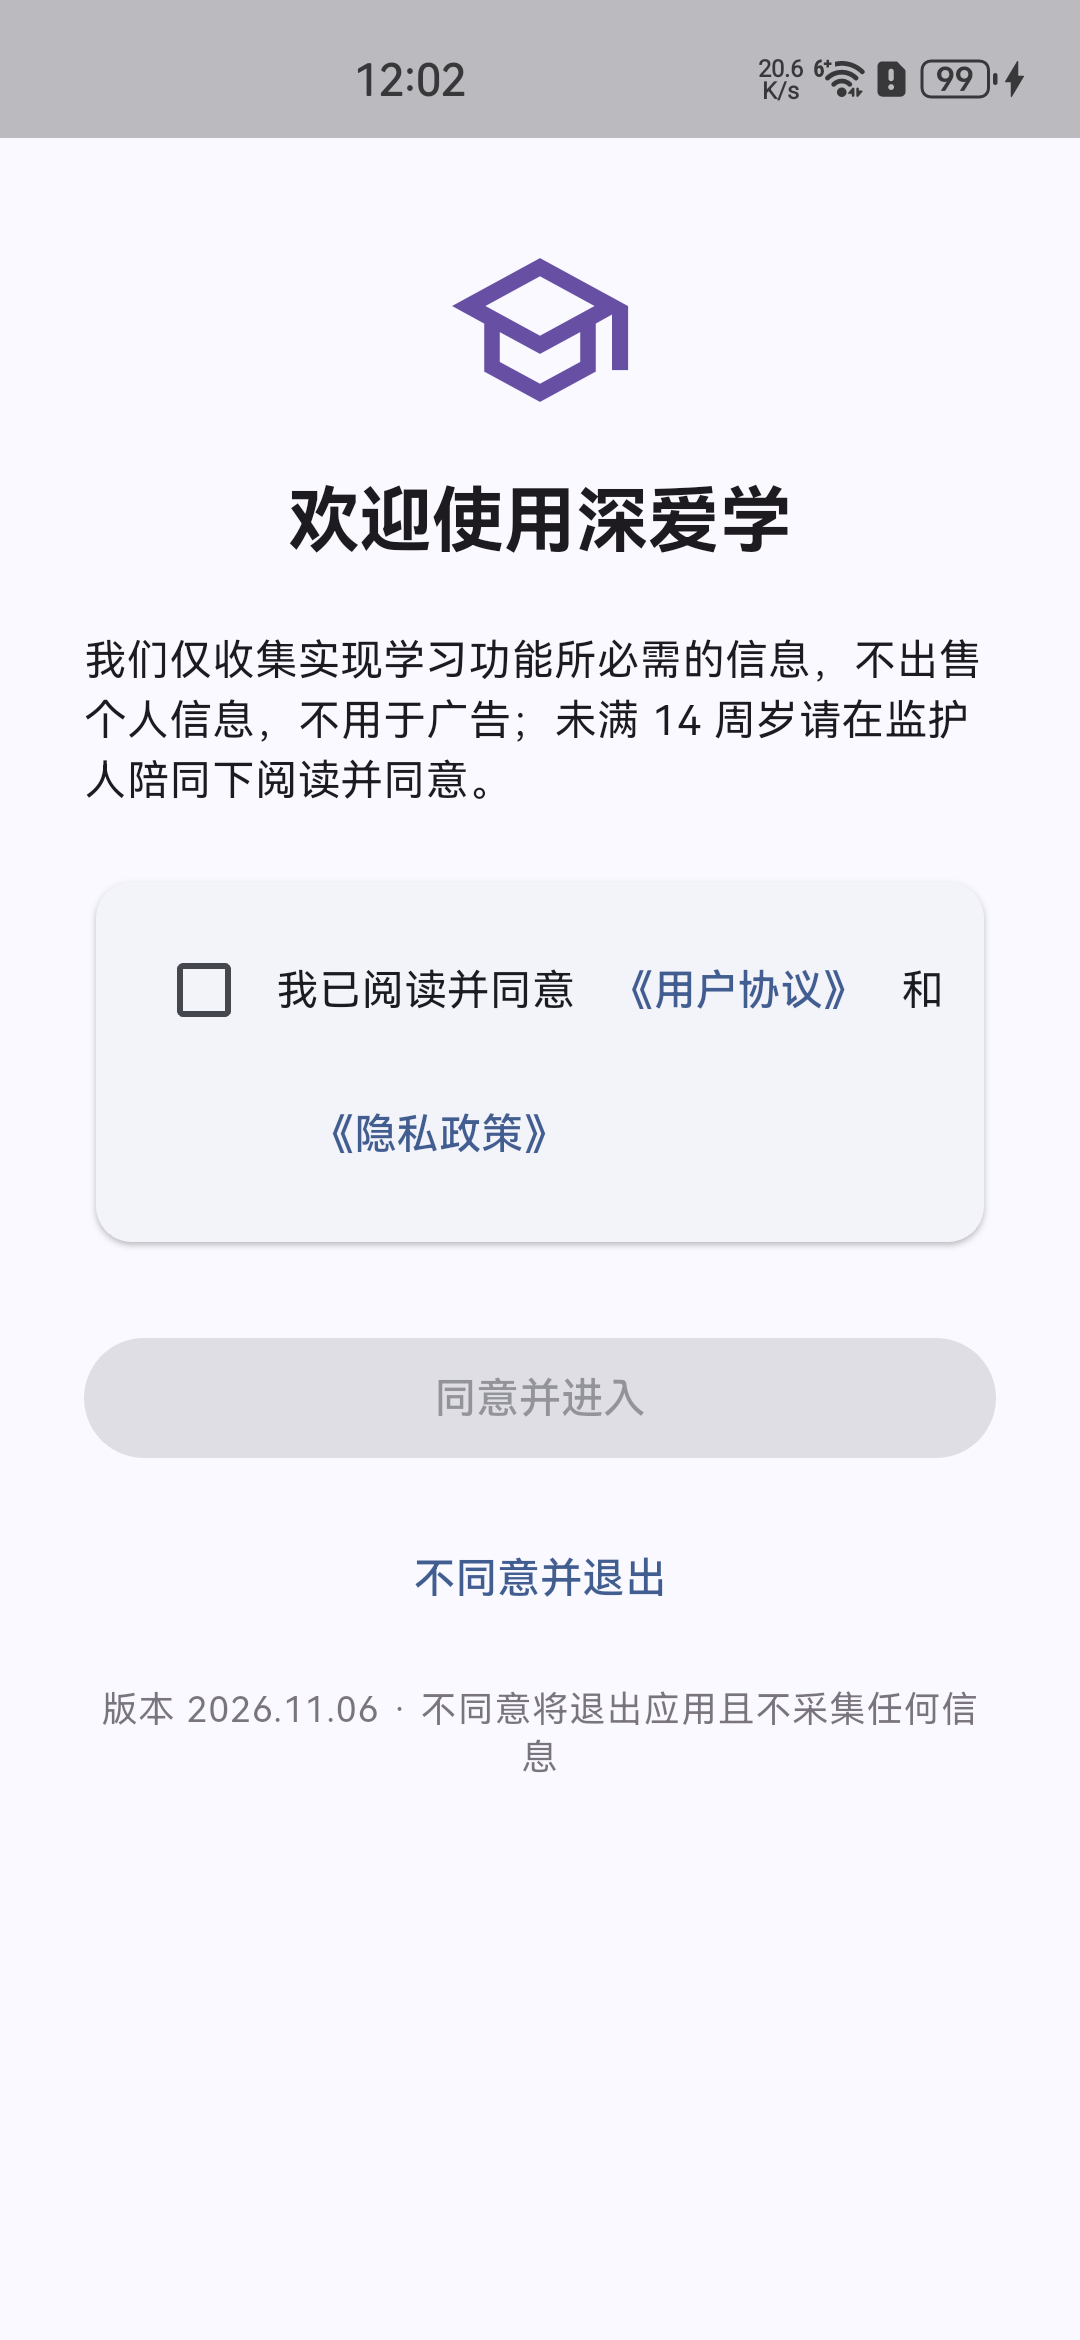 12:02
20.6 K/s
6+
99
欢迎使用深爱学
我们仅收集实现学习功能所必需的信息，不出售
个人信息，不用于广告；未满 14 周岁请在监护
人陪同下阅读并同意。
我已阅读并同意 《用户协议》 和
《隐私政策》
同意并进入
不同意并退出
版本 2026.11.06 · 不同意将退出应用且不采集任何信
息